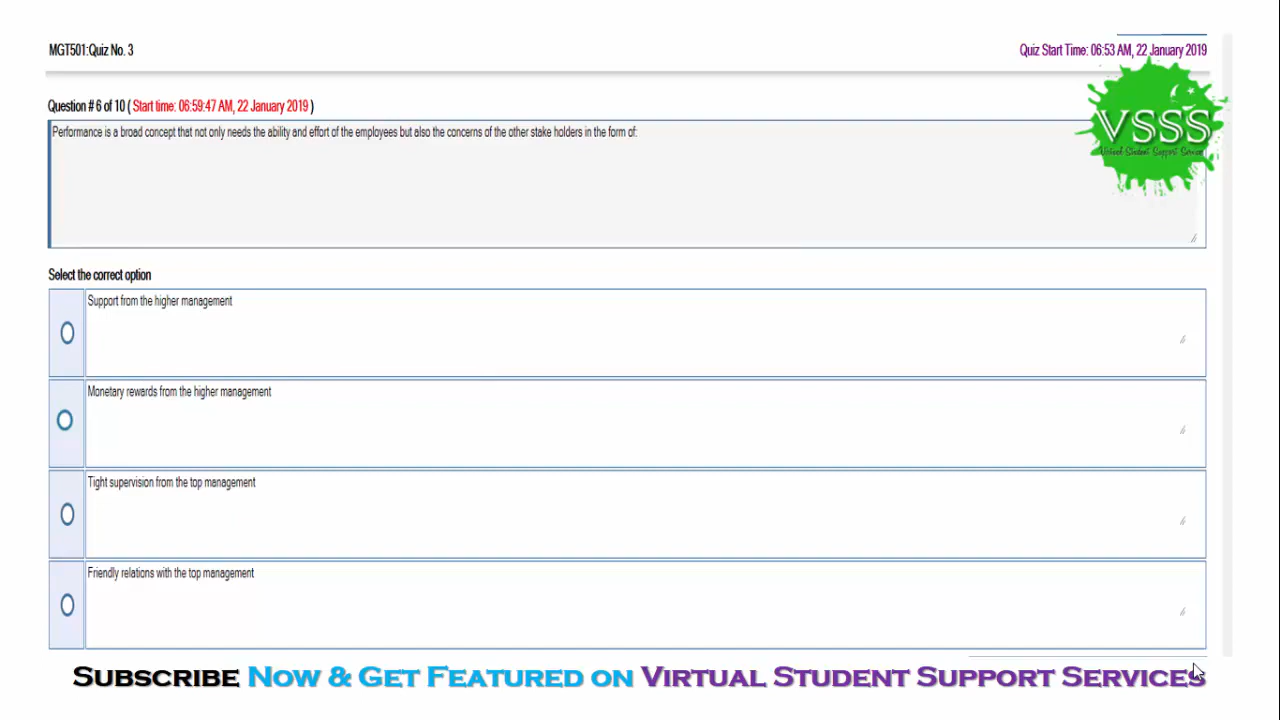 MGT501:Quiz No. 3
Quiz Start Time: 06:53 AM, 22 January 2019
Question # 6 of 10 ( Start time: 06:59:47 AM, 22 January 2019 )
Performance is a broad concept that not only needs the ability and effort of the employees but also the concerns of the other stake holders in the form of:
VSSS
Virtual Student Support Service
Select the correct option
Support from the higher management
Monetary rewards from the higher management
Tight supervision from the top management
Friendly relations with the top management
Subscribe Now & Get Featured on Virtual Student Support Services